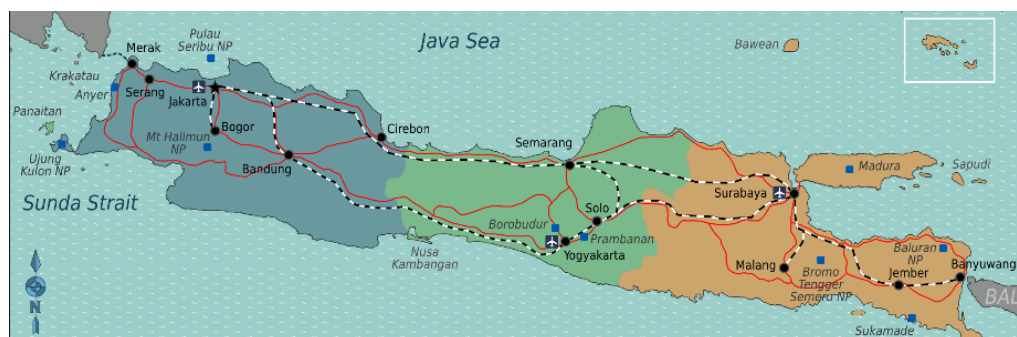 Java Sea
Bawean
Pulau
Seribu NP
Merak
Krakatau
Anyer
Serang
Jakarta
Panaitan
Bogor
Mt Halimun
NP
Ujung
Kulon NP
Bandung
Cirebon
Semarang
Madura
Sapudi
Surabaya
Sunda Strait
Solo
Borobudur
Prambanan
Yogyakarta
Nusa
Kambangan
Malang
Bromo
Tengger
Semeru NP
Baluran
NP
Jember
Banyuwang
BAL
Sukamade
N